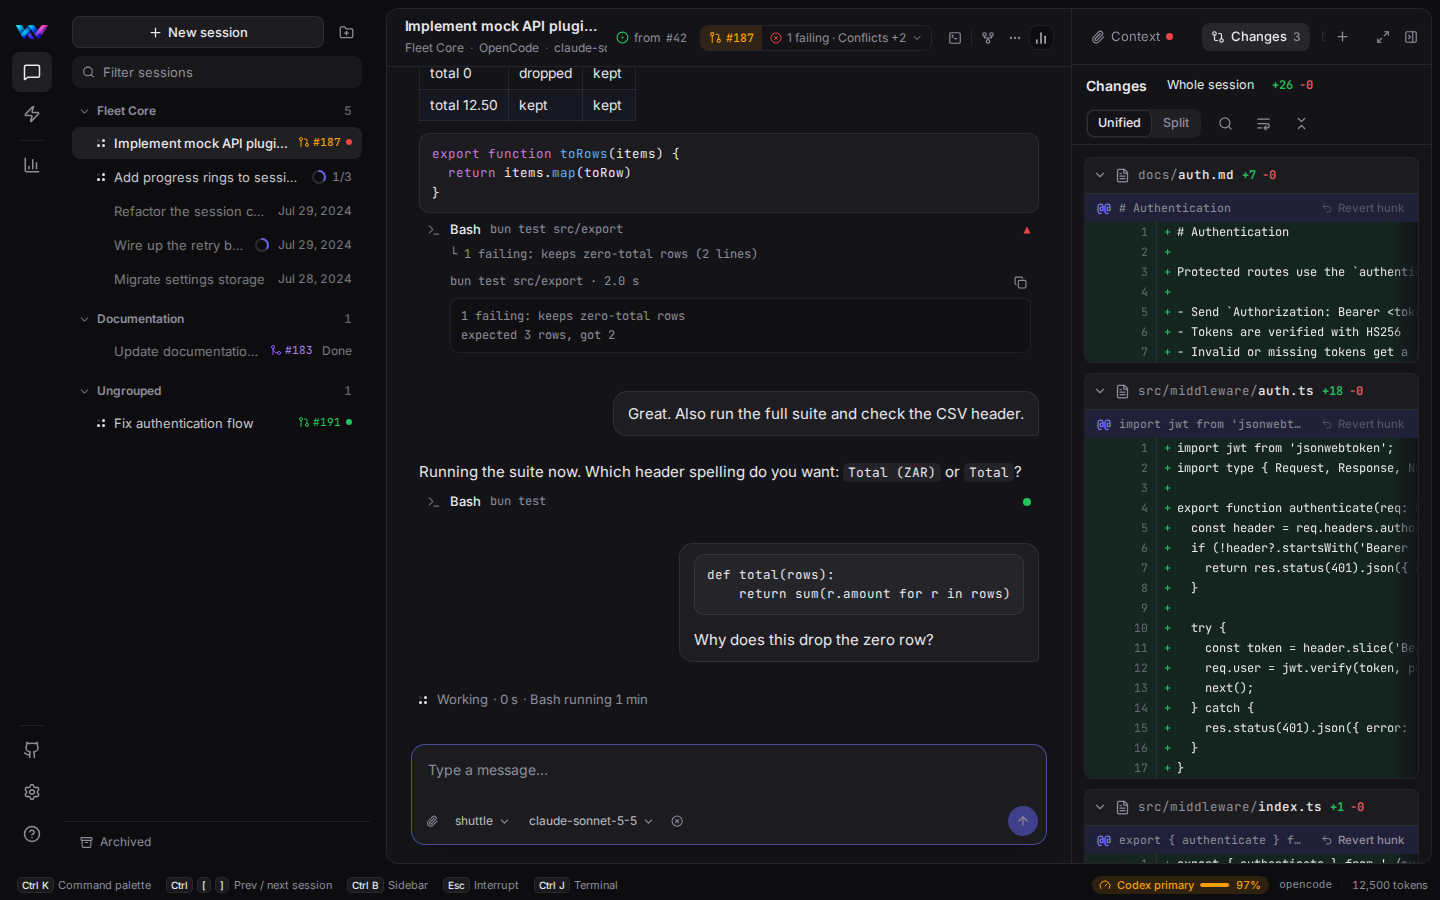 New session
Filter sessions
Fleet Core 5
Implement mock API plugi... #187
Add progress rings to sessi... 1/3
Refactor the session c... Jul 29, 2024
Wire up the retry b... Jul 29, 2024
Migrate settings storage Jul 28, 2024
Documentation 1
Update documentatio... #183 Done
Ungrouped 1
Fix authentication flow #191
Archived
Implement mock API plugi...
Fleet Core · OpenCode · claude-sc
from #42
#187
1 failing · Conflicts +2
total 0 dropped kept
total 12.50 kept kept
export function toRows(items) {
return items.map(toRow)
}
Bash bun test src/export
└ 1 failing: keeps zero-total rows (2 lines)
bun test src/export · 2.0 s
1 failing: keeps zero-total rows
expected 3 rows, got 2
Great. Also run the full suite and check the CSV header.
Running the suite now. Which header spelling do you want: Total (ZAR) or Total?
Bash bun test
def total(rows):
return sum(r.amount for r in rows)
Why does this drop the zero row?
Working · 0 s · Bash running 1 min
Type a message...
shuttle
claude-sonnet-5-5
Context
Changes 3
Changes Whole session +26 -0
Unified Split
docs/auth.md +7 -0
@@ # Authentication Revert hunk
1 + # Authentication
2 +
3 + Protected routes use the `authenti
4 +
5 + - Send `Authorization: Bearer <tok
6 + - Tokens are verified with HS256
7 + - Invalid or missing tokens get a
src/middleware/auth.ts +18 -0
@@ import jwt from 'jsonwebt… Revert hunk
1 + import jwt from 'jsonwebtoken';
2 + import type { Request, Response, N
3 +
4 + export function authenticate(req:
5 + const header = req.headers.autho
6 + if (!header?.startsWith('Bearer
7 + return res.status(401).json({
8 + }
9 +
10 + try {
11 + const token = header.slice('Be
12 + req.user = jwt.verify(token, p
13 + next();
14 + } catch {
15 + res.status(401).json({ error:
16 + }
17 + }
src/middleware/index.ts +1 -0
@@ export { authenticate } f… Revert hunk
1 + export { authenticate } from './au
Ctrl K Command palette Ctrl [ ] Prev / next session Ctrl B Sidebar Esc Interrupt Ctrl J Terminal
Codex primary 97% opencode 12,500 tokens